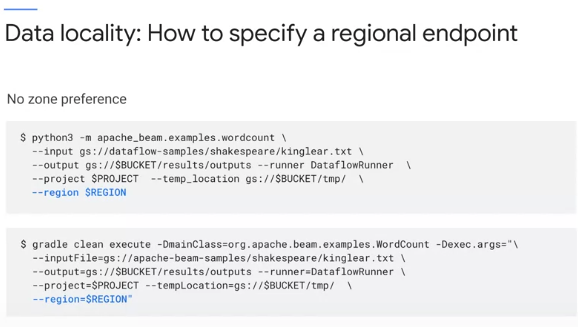 Data locality: How to specify a regional endpoint
No zone preference
$ python3 -m apache_beam.examples.wordcount \
--input gs://dataflow-samples/shakespeare/kinglear.txt \
--output gs://$BUCKET/results/outputs --runner DataflowRunner \
--project $PROJECT --temp_location gs://$BUCKET/tmp/ \
--region $REGION
$ gradle clean execute -DmainClass=org.apache.beam.examples.WordCount -Dexec.args="\
--inputFile=gs://apache-beam-samples/shakespeare/kinglear.txt \
--output=gs://$BUCKET/results/outputs --runner=DataflowRunner \
--project=$PROJECT --tempLocation=gs://$BUCKET/tmp/ \
--region=$REGION"